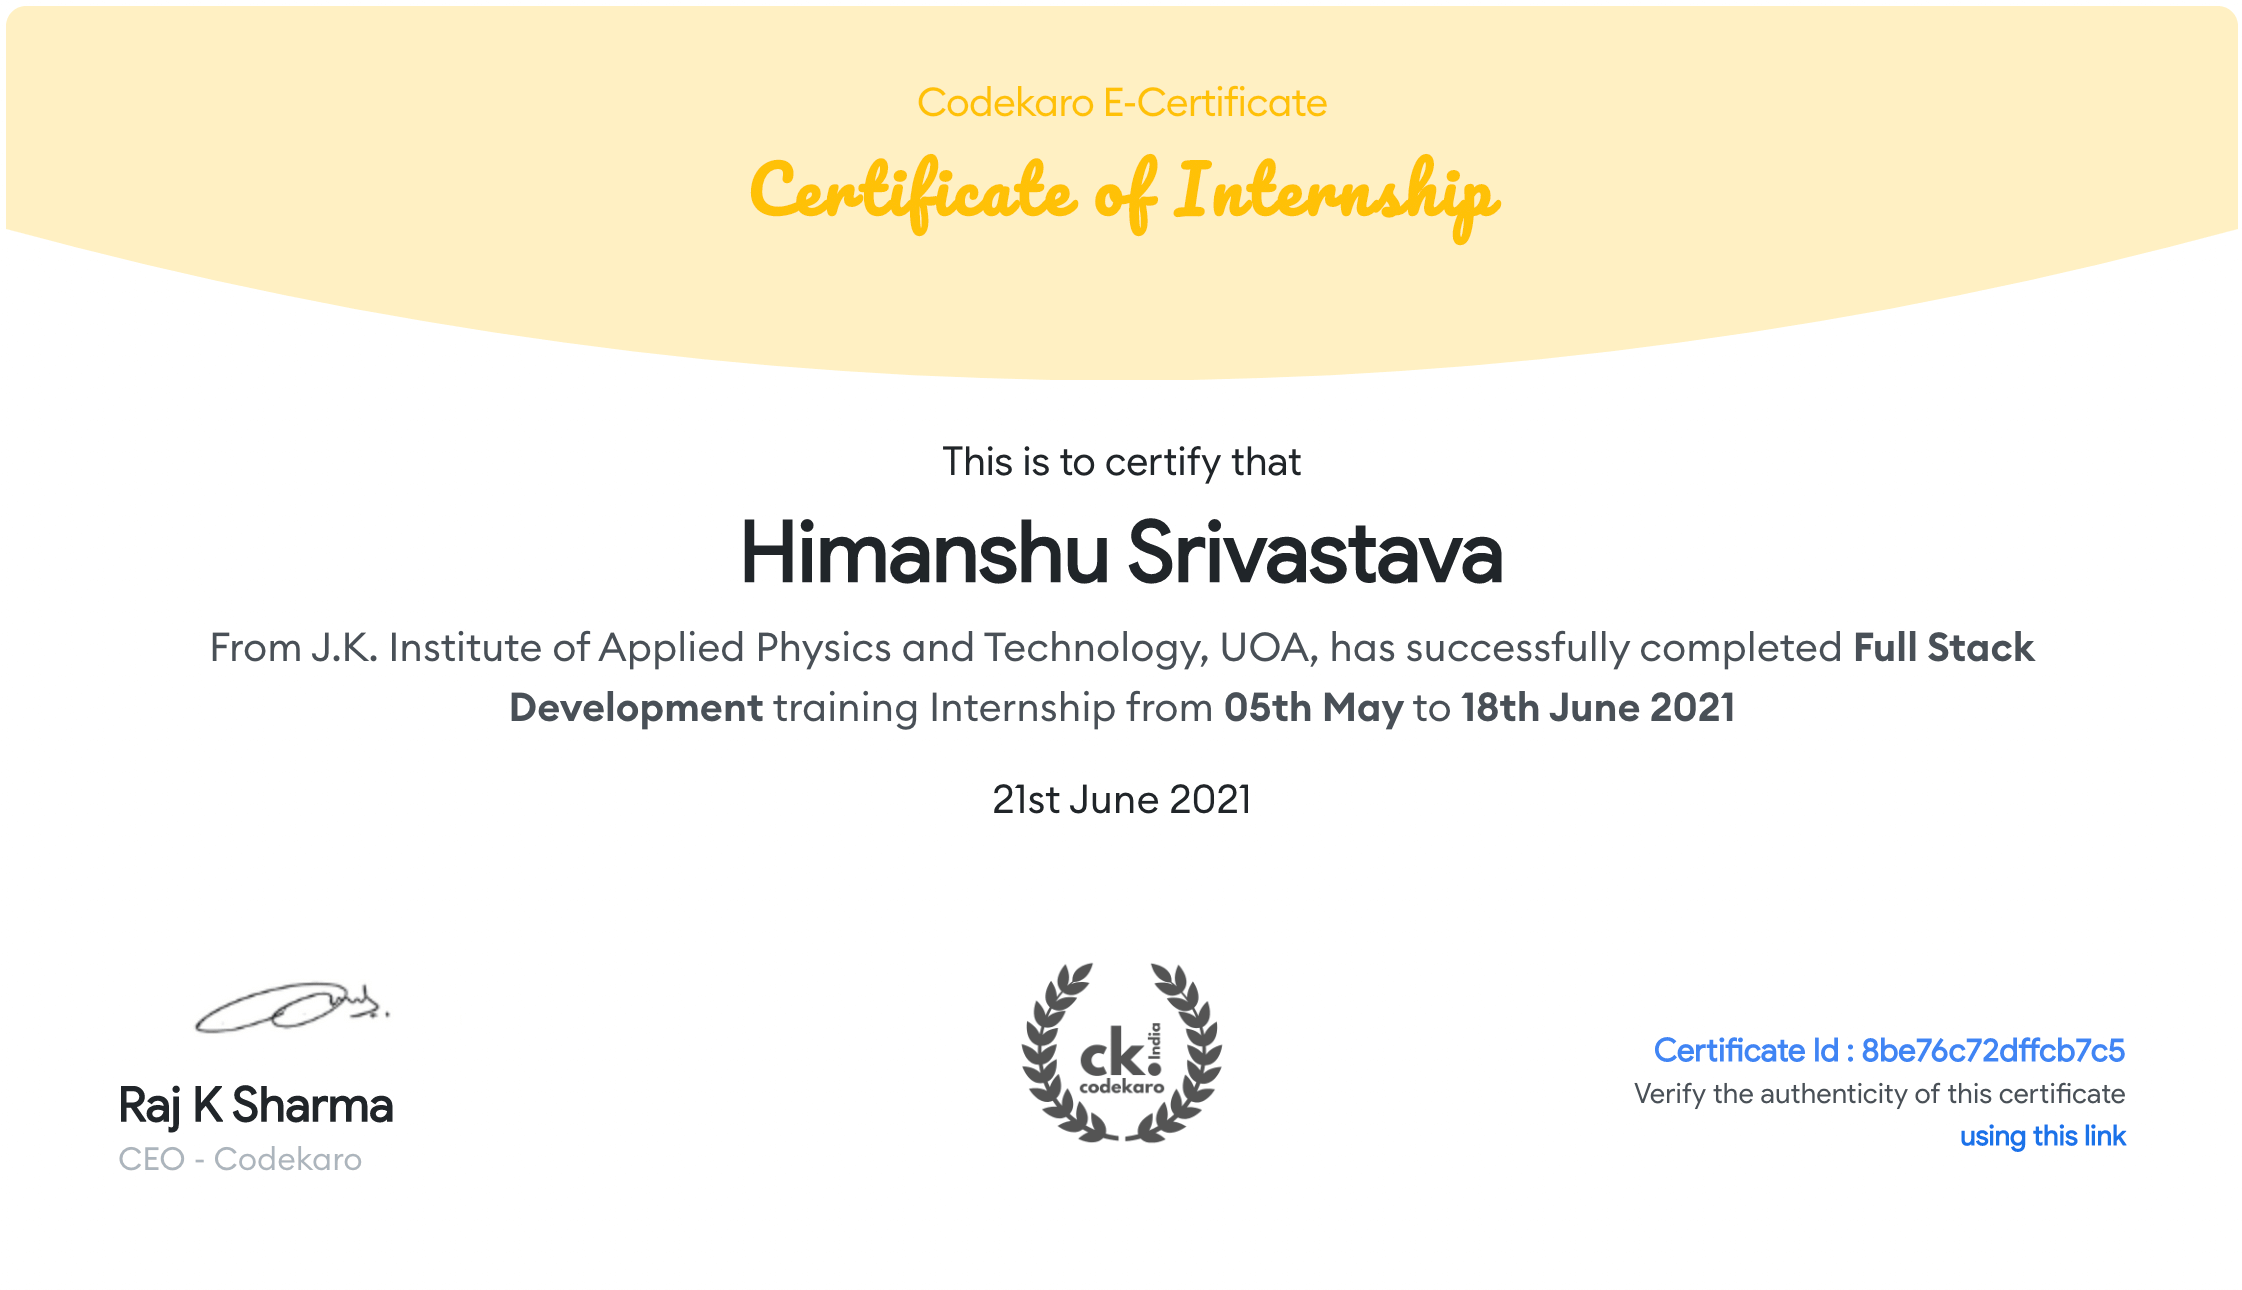 Codekaro E-Certificate
Certificate of Internship
This is to certify that
Himanshu Srivastava
From J.K. Institute of Applied Physics and Technology, UOA, has successfully completed Full Stack
Development training Internship from 05th May to 18th June 2021
21st June 2021
Raj K Sharma
CEO - Codekaro
ck. India
codekaro
Certificate Id : 8be76c72dffcb7c5
Verify the authenticity of this certificate
using this link